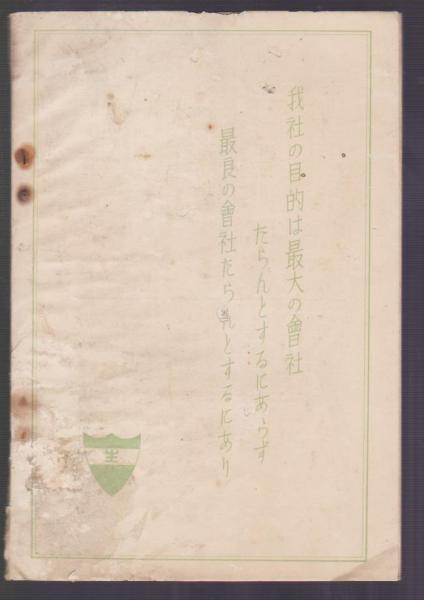 我社の目的は最大の會社
たらんとするにあらず
最良の會社たらんとするにあり
生